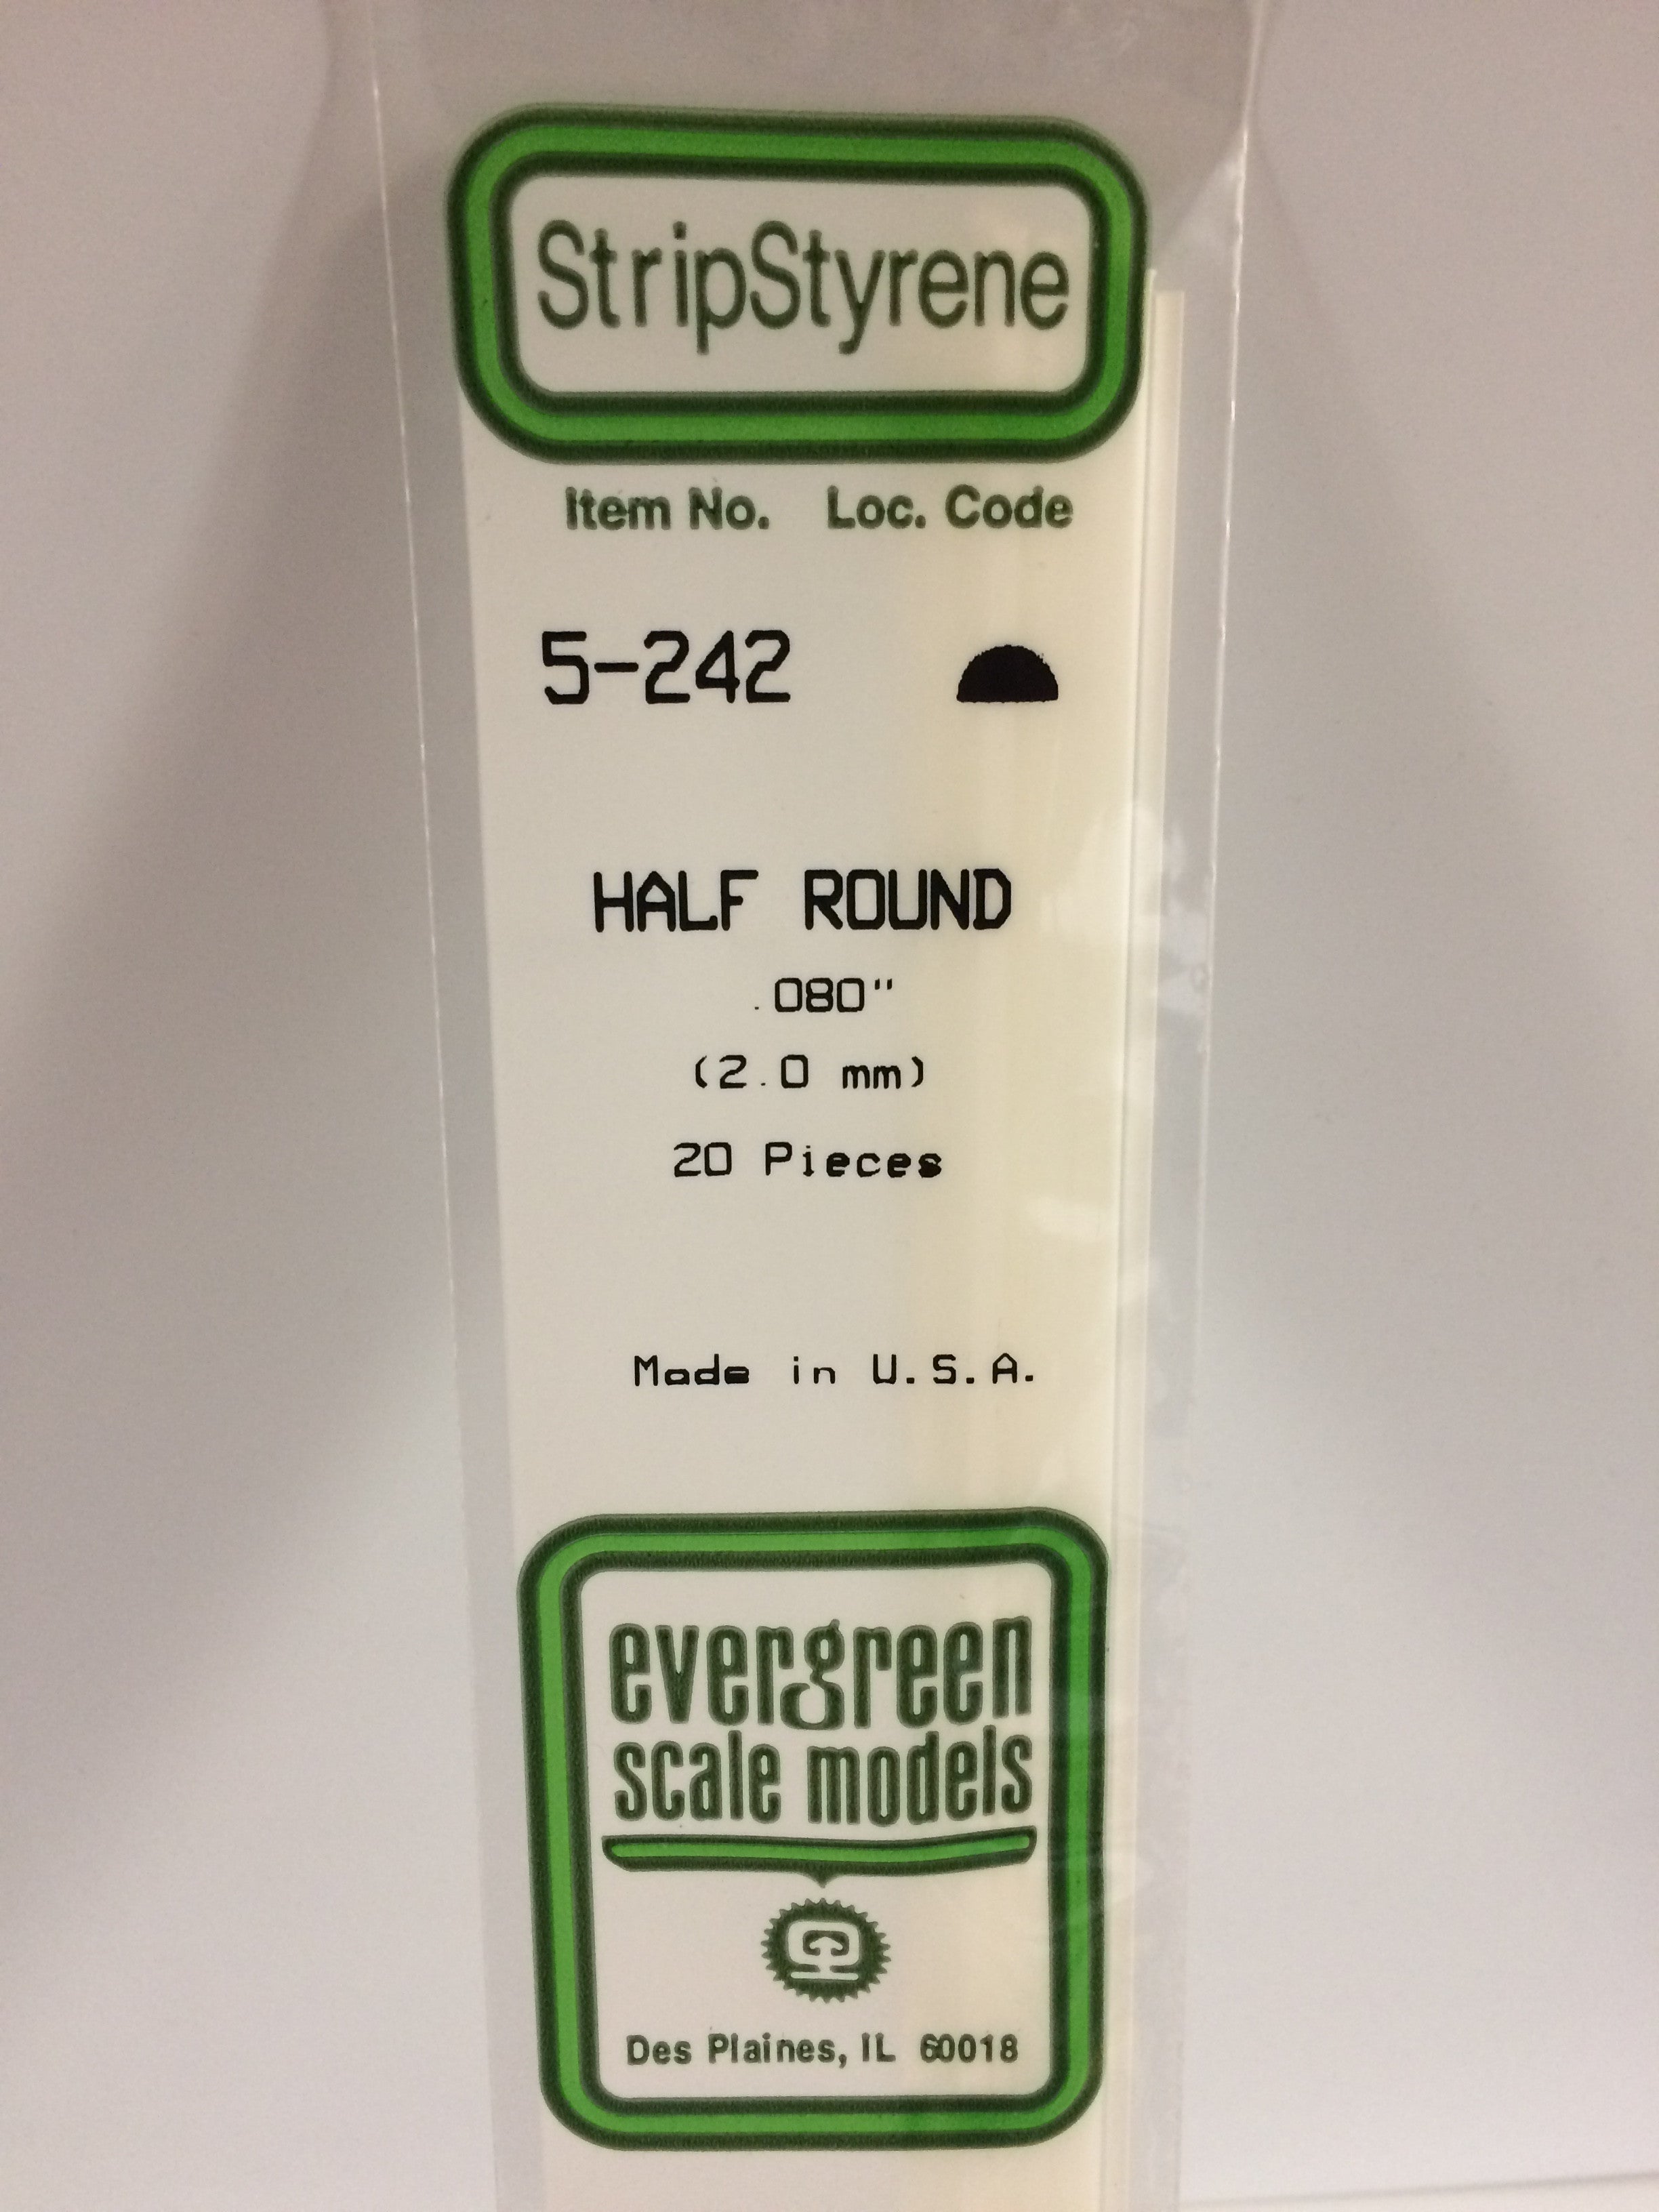 StripStyrene
Item No. Loc. Code
5-242
HALF ROUND
.080"
(2.0 mm)
20 Pieces
Made in U.S.A.
evergreen
scale models
Des Plaines, IL 60018